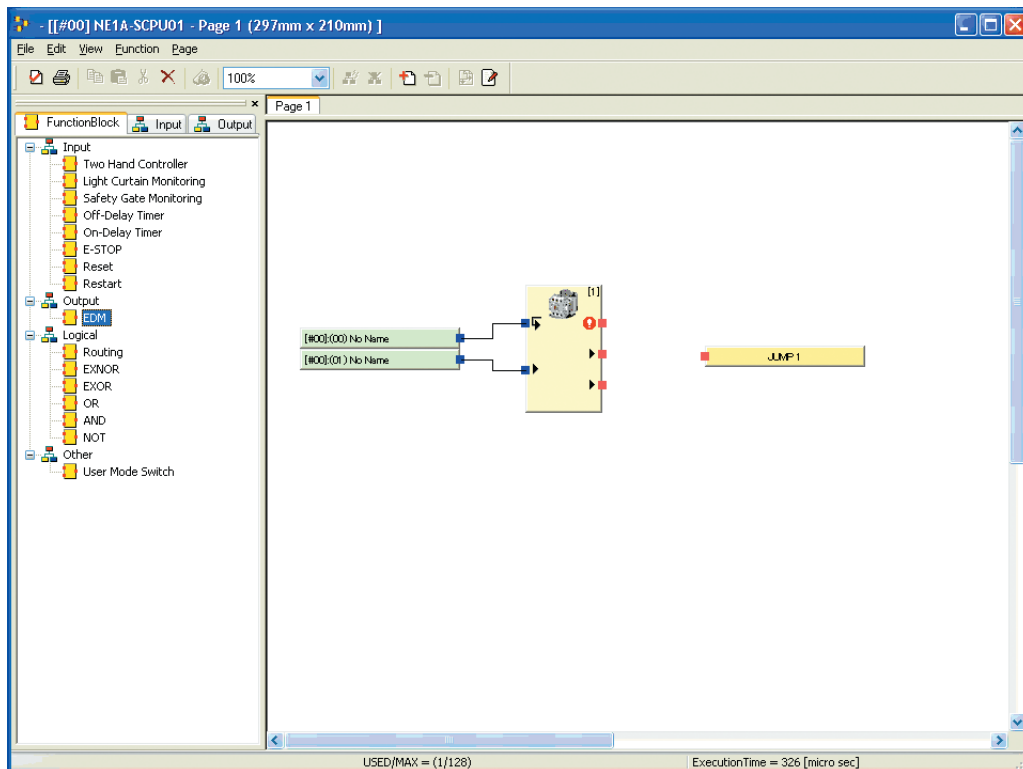 - [[#00] NE1A-SCPU01 - Page 1 (297mm x 210mm) ]
File Edit View Function Page
100%
Page 1
FunctionBlock Input Output
Input
Two Hand Controller
Light Curtain Monitoring
Safety Gate Monitoring
Off-Delay Timer
On-Delay Timer
E-STOP
Reset
Restart
Output
EDM
Logical
Routing
EXNOR
EXOR
OR
AND
NOT
Other
User Mode Switch
[1]
[#00]:(00) No Name
[#00]:(01 ) No Name
JUMP 1
USED/MAX = (1/128) ExecutionTime = 326 [micro sec]